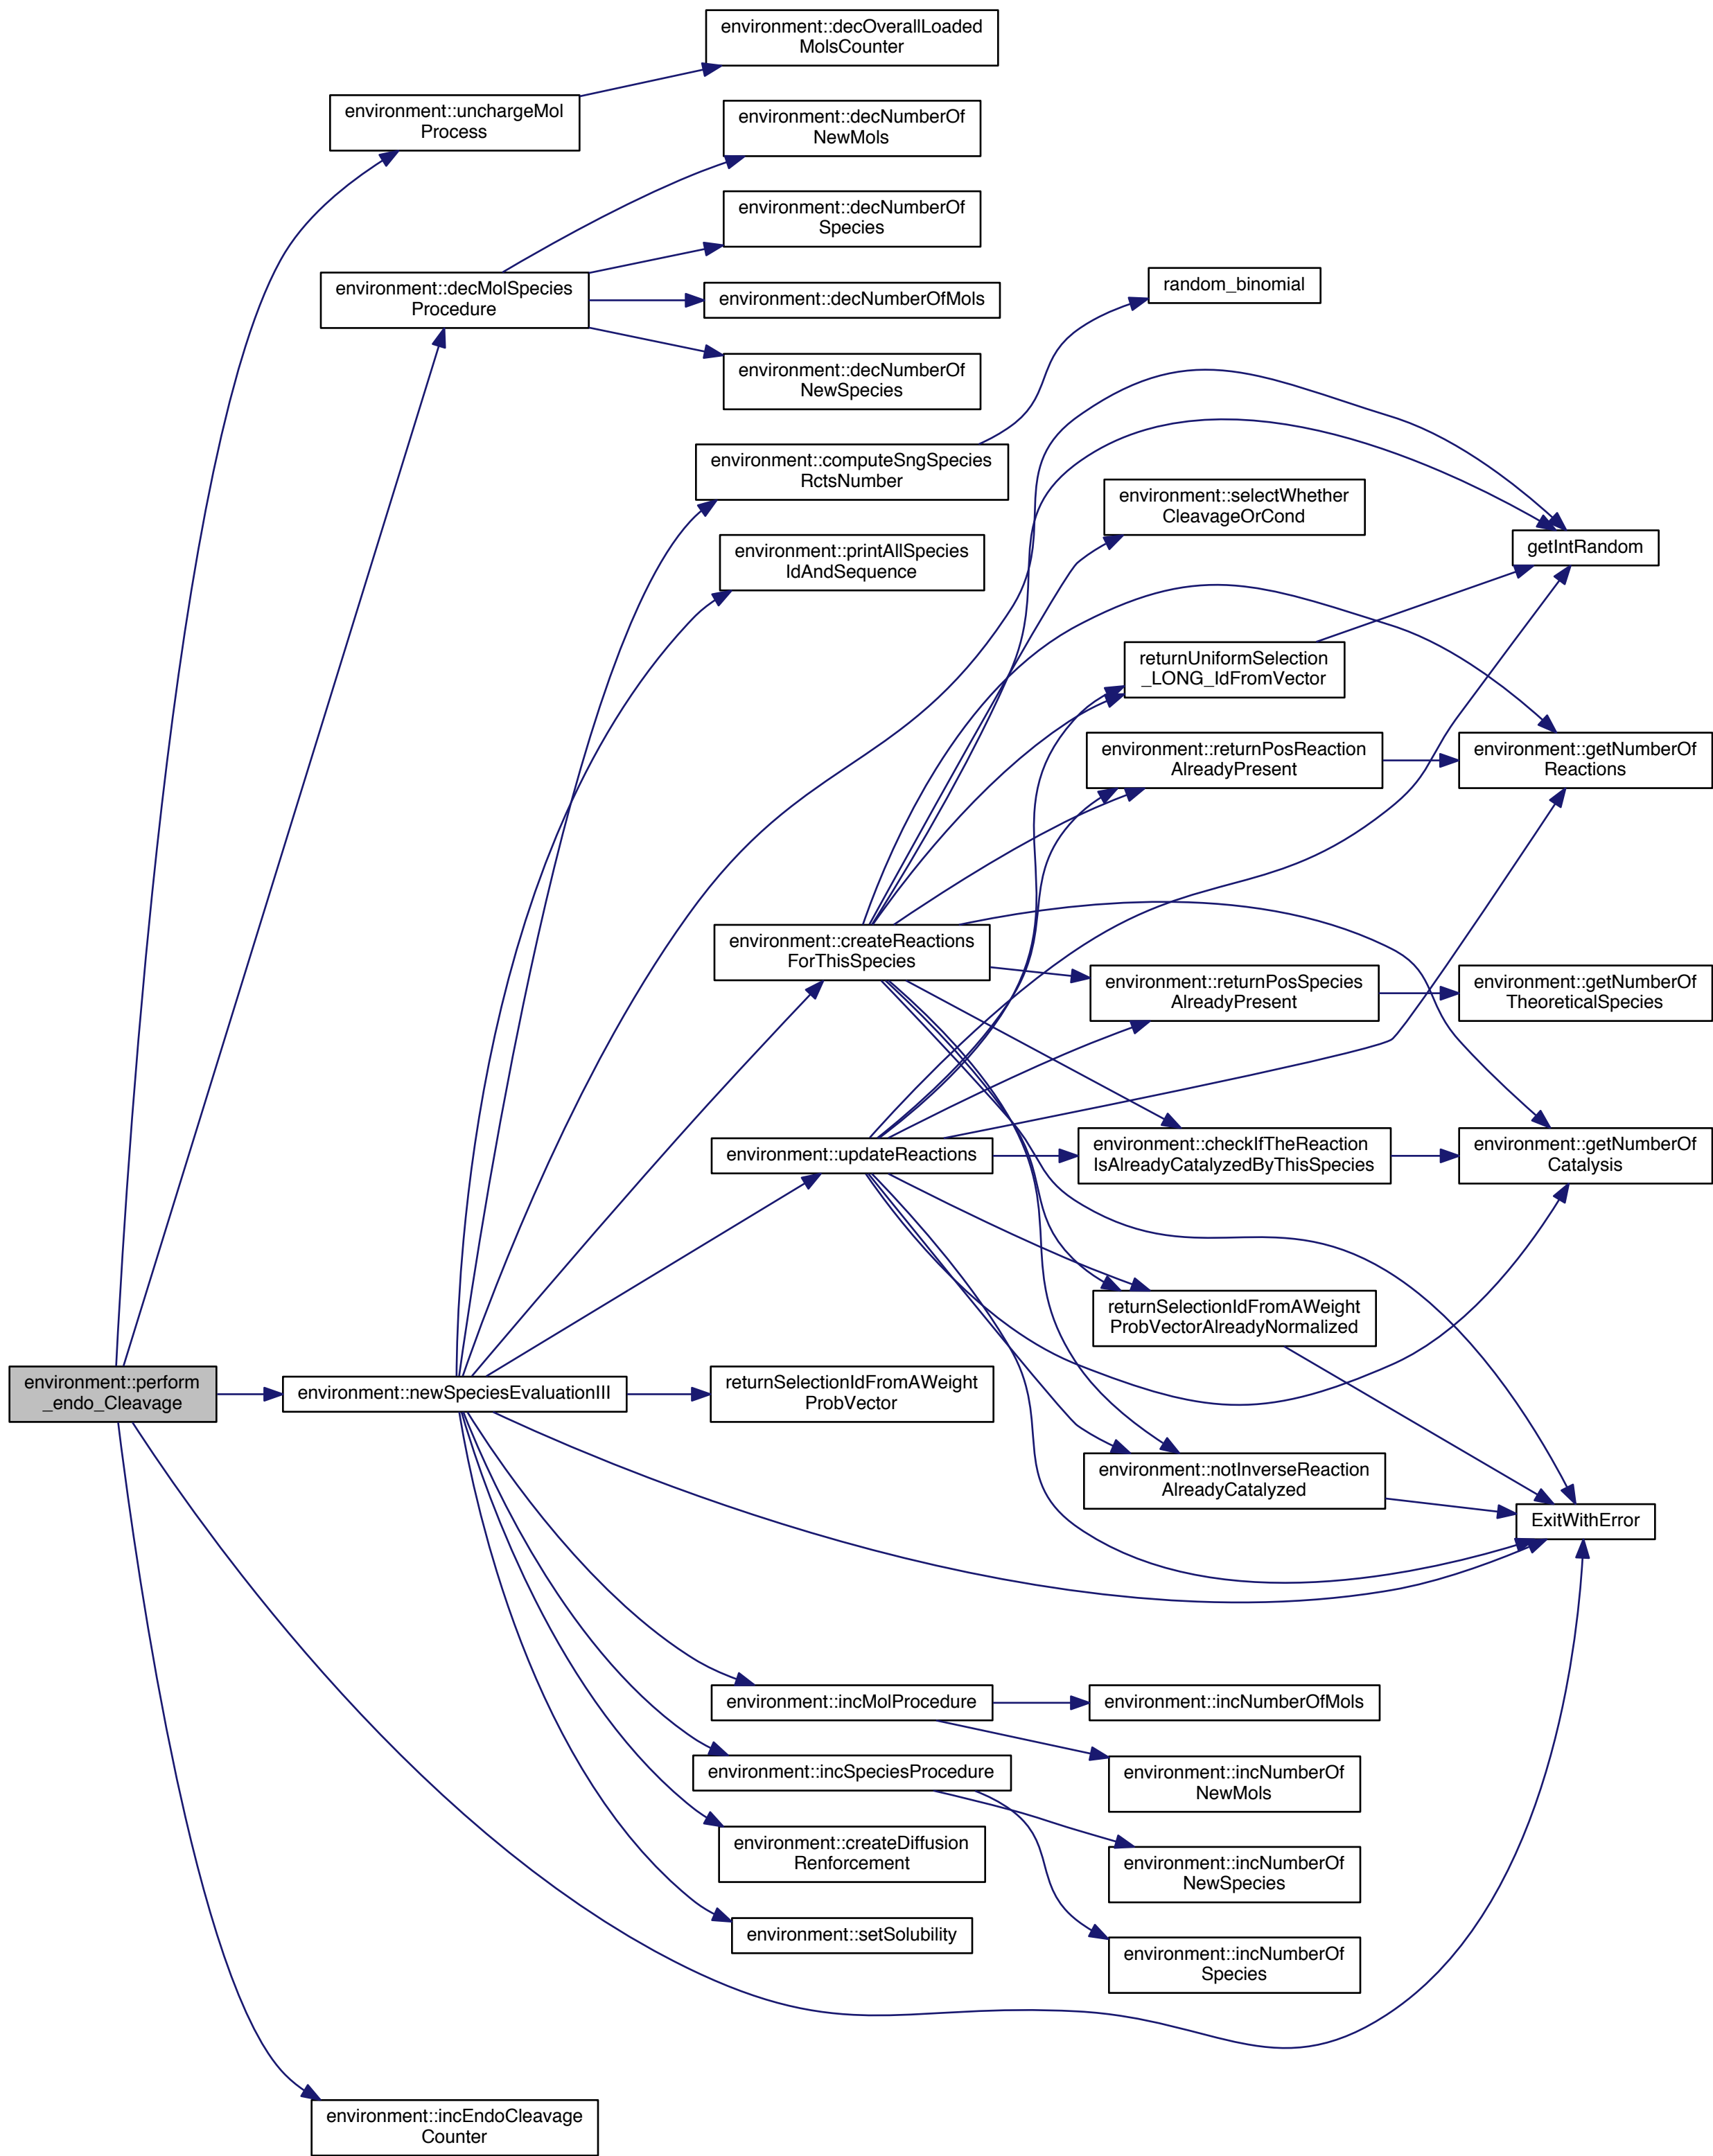 environment::decOverallLoaded
MolsCounter
environment::unchargeMol
Process
environment::decNumberOf
NewMols
environment::decNumberOf
Species
environment::decMolSpecies
Procedure
environment::decNumberOfMols
random_binomial
environment::decNumberOf
NewSpecies
environment::computeSngSpecies
RctsNumber
environment::selectWhether
CleavageOrCond
environment::printAllSpecies
IdAndSequence
getIntRandom
returnUniformSelection
_LONG_IdFromVector
environment::returnPosReaction
AlreadyPresent
environment::getNumberOf
Reactions
environment::createReactions
ForThisSpecies
environment::returnPosSpecies
AlreadyPresent
environment::getNumberOf
TheoreticalSpecies
environment::updateReactions
environment::checkIfTheReaction
IsAlreadyCatalyzedByThisSpecies
environment::getNumberOf
Catalysis
returnSelectionIdFromAWeight
ProbVectorAlreadyNormalized
environment::perform
_endo_Cleavage
environment::newSpeciesEvaluationIII
returnSelectionIdFromAWeight
ProbVector
environment::notInverseReaction
AlreadyCatalyzed
ExitWithError
environment::incMolProcedure
environment::incNumberOfMols
environment::incSpeciesProcedure
environment::incNumberOf
NewMols
environment::createDiffusion
Renforcement
environment::incNumberOf
NewSpecies
environment::setSolubility
environment::incNumberOf
Species
environment::incEndoCleavage
Counter